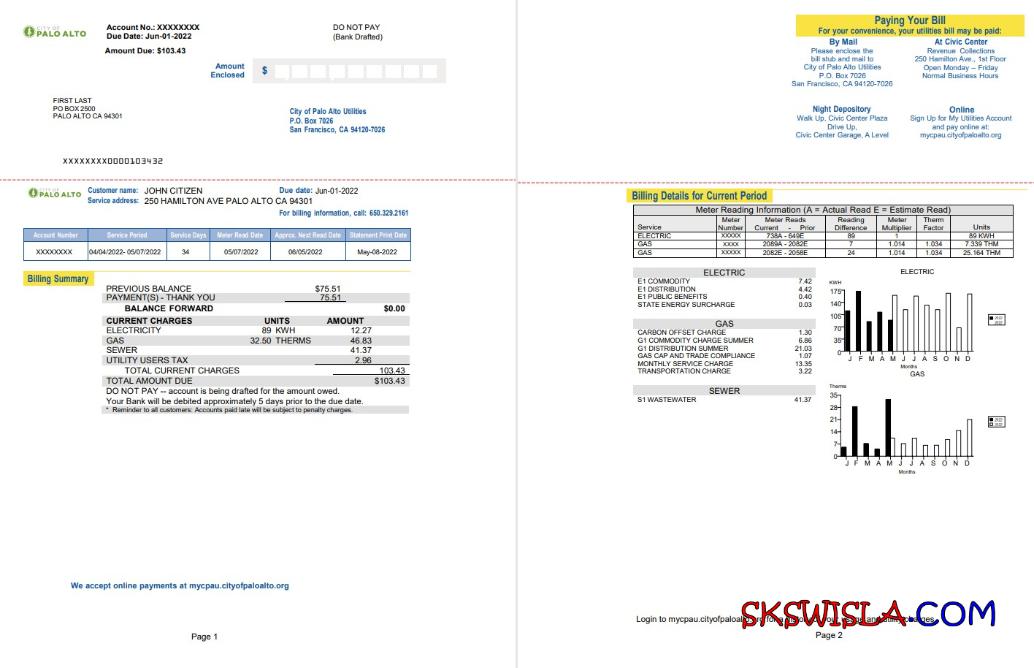 CITY OF
PALO ALTO
Account No.: XXXXXXXX
Due Date: Jun-01-2022
Amount Due: $103.43
DO NOT PAY
(Bank Drafted)
Amount
Enclosed
$
FIRST LAST
PO BOX 2500
PALO ALTO CA 94301
City of Palo Alto Utilities
P.O. Box 7026
San Francisco, CA 94120-7026
XXXXXXXX0000103432
CITY OF
PALO ALTO
Customer name: JOHN CITIZEN Due date: Jun-01-2022
Service address: 250 HAMILTON AVE PALO ALTO CA 94301
For billing information, call: 650.329.2161
Account Number Service Period Service Days Meter Read Date Approx. Next Read Date Statement Print Date
XXXXXXXX 04/04/2022- 05/07/2022 34 05/07/2022 06/05/2022 May-08-2022
Billing Summary
PREVIOUS BALANCE $75.51
PAYMENT(S) - THANK YOU 75.51
BALANCE FORWARD $0.00
CURRENT CHARGES UNITS AMOUNT
ELECTRICITY 89 KWH 12.27
GAS 32.50 THERMS 46.83
SEWER 41.37
UTILITY USERS TAX 2.96
TOTAL CURRENT CHARGES 103.43
TOTAL AMOUNT DUE $103.43
DO NOT PAY -- account is being drafted for the amount owed.
Your Bank will be debited approximately 5 days prior to the due date.
* Reminder to all customers: Accounts paid late will be subject to penalty charges.
We accept online payments at mycpau.cityofpaloalto.org
Page 1
Paying Your Bill
For your convenience, your utilities bill may be paid:
By Mail
Please enclose the
bill stub and mail to
City of Palo Alto Utilities
P.O. Box 7026
San Francisco, CA 94120-7026
At Civic Center
Revenue Collections
250 Hamilton Ave., 1st Floor
Open Monday – Friday
Normal Business Hours
Night Depository
Walk Up, Civic Center Plaza
Drive Up,
Civic Center Garage, A Level
Online
Sign Up for My Utilities Account
and pay online at:
mycpau.cityofpaloalto.org
Billing Details for Current Period
Meter Reading Information (A = Actual Read E = Estimate Read)
Service Meter Number Meter Reads Current - Prior Reading Difference Meter Multiplier Therm Factor Units
ELECTRIC XXXXX 738A - 649E 89 1 89 KWH
GAS XXXX 2089A - 2082E 7 1.014 1.034 7.339 THM
GAS XXXXX 2082E - 2058E 24 1.014 1.034 25.164 THM
ELECTRIC
E1 COMMODITY 7.42
E1 DISTRIBUTION 4.42
E1 PUBLIC BENEFITS 0.40
STATE ENERGY SURCHARGE 0.03
GAS
CARBON OFFSET CHARGE 1.30
G1 COMMODITY CHARGE SUMMER 6.86
G1 DISTRIBUTION SUMMER 21.03
GAS CAP AND TRADE COMPLIANCE 1.07
MONTHLY SERVICE CHARGE 13.35
TRANSPORTATION CHARGE 3.22
SEWER
S1 WASTEWATER 41.37
ELECTRIC
KWH
175
140
105
70
35
0
J F M A M J J A S O N D
Months
GAS
Therms
35
28
21
14
7
0
J F M A M J J A S O N D
Months
Login to mycpau.cityofpaloalto.org
SKSWISLA.COM
Page 2